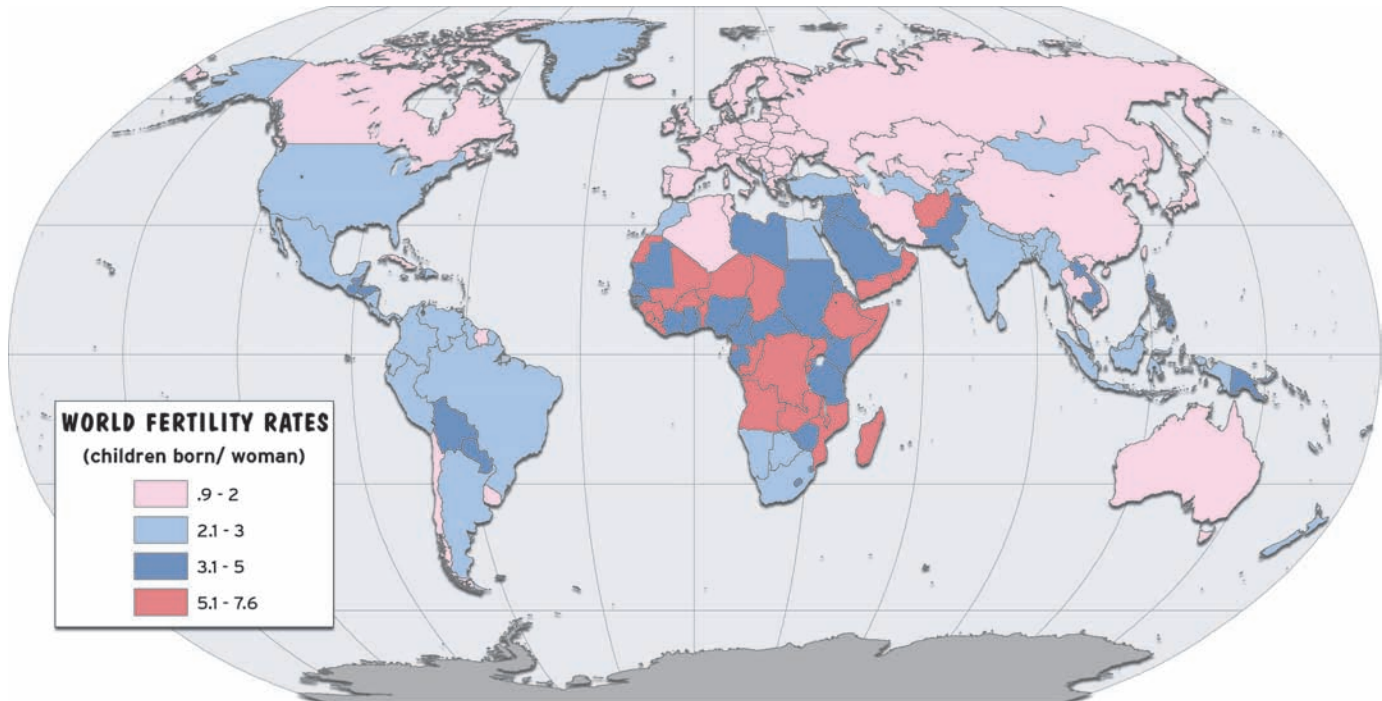 WORLD FERTILITY RATES
(children born/ woman)
.9 - 2
2.1 - 3
3.1 - 5
5.1 - 7.6